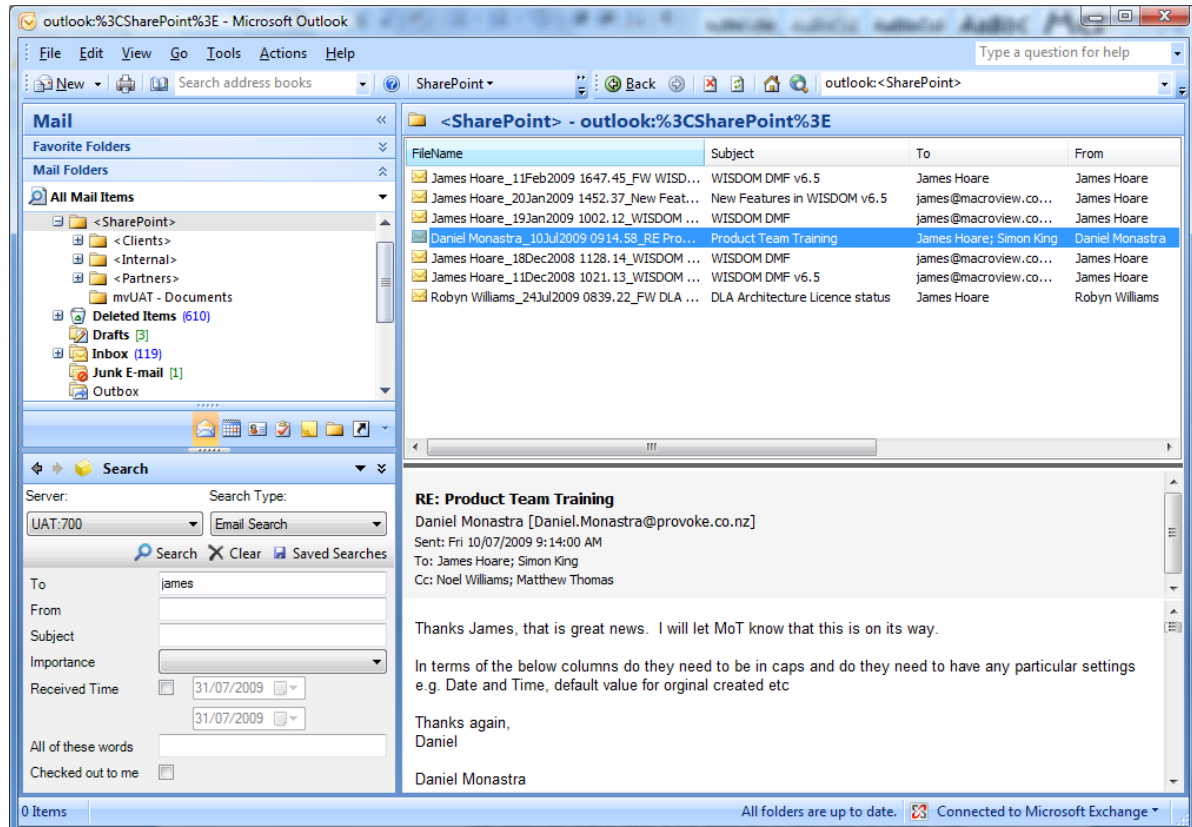 outlook:%3CSharePoint%3E - Microsoft Outlook
File Edit View Go Tools Actions Help Type a question for help
New Search address books SharePoint Back outlook:<SharePoint>
Mail
Favorite Folders
Mail Folders
All Mail Items
<SharePoint>
<Clients>
<Internal>
<Partners>
mvUAT - Documents
Deleted Items (610)
Drafts [3]
Inbox (119)
Junk E-mail [1]
Outbox
Search
Server: Search Type:
UAT:700 Email Search
Search Clear Saved Searches
To james
From
Subject
Importance
Received Time 31/07/2009
31/07/2009
All of these words
Checked out to me
<SharePoint> - outlook:%3CSharePoint%3E
FileName Subject To From
James Hoare_11Feb2009 1647.45_FW WISD... WISDOM DMF v6.5 James Hoare James Hoare
James Hoare_20Jan2009 1452.37_New Feat... New Features in WISDOM v6.5 james@macroview.co... James Hoare
James Hoare_19Jan2009 1002.12_WISDOM ... WISDOM DMF james@macroview.co... James Hoare
Daniel Monastra_10Jul2009 0914.58_RE Pro... Product Team Training James Hoare; Simon King Daniel Monastra
James Hoare_18Dec2008 1128.14_WISDOM ... WISDOM DMF james@macroview.co... James Hoare
James Hoare_11Dec2008 1021.13_WISDOM ... WISDOM DMF v6.5 james@macroview.co... James Hoare
Robyn Williams_24Jul2009 0839.22_FW DLA ... DLA Architecture Licence status James Hoare Robyn Williams
RE: Product Team Training
Daniel Monastra [Daniel.Monastra@provoke.co.nz]
Sent: Fri 10/07/2009 9:14:00 AM
To: James Hoare; Simon King
Cc: Noel Williams; Matthew Thomas
Thanks James, that is great news. I will let MoT know that this is on its way.
In terms of the below columns do they need to be in caps and do they need to have any particular settings
e.g. Date and Time, default value for orginal created etc
Thanks again,
Daniel
Daniel Monastra
0 Items All folders are up to date. Connected to Microsoft Exchange